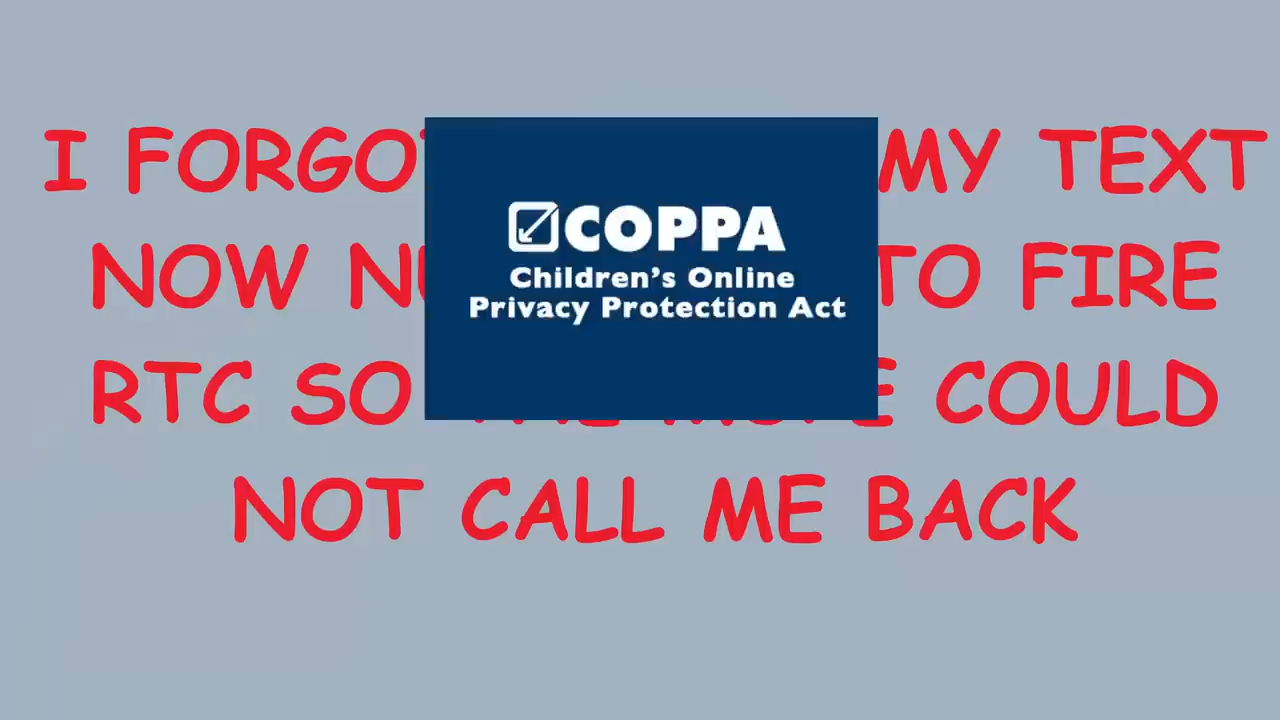 I FORGOT MY TEXT
NOW TO FIRE
RTC SO COULD
NOT CALL ME BACK
COPPA
Children's Online
Privacy Protection Act